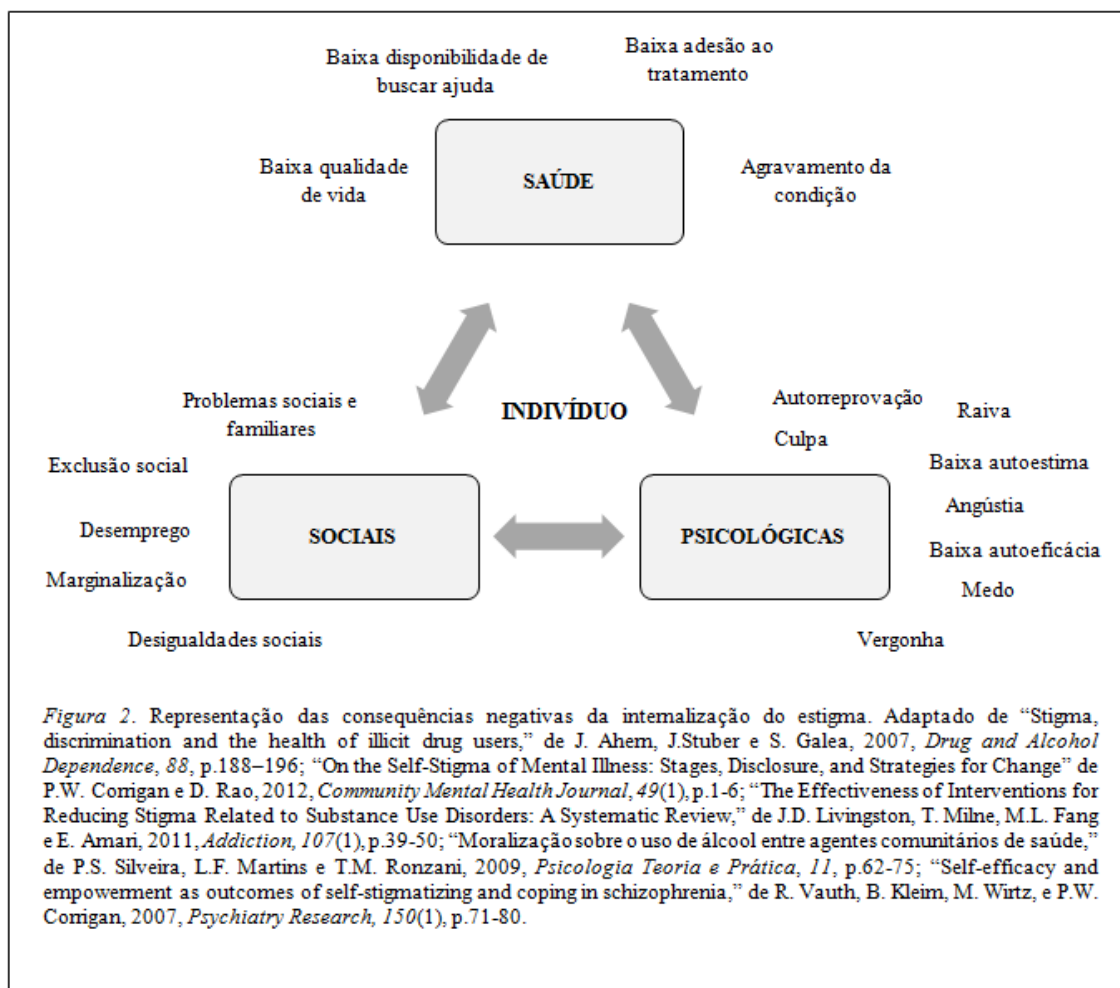 Baixa disponibilidade de
buscar ajuda
Baixa adesão ao
tratamento
Baixa qualidade
de vida
SAÚDE
Agravamento da
condição
Problemas sociais e
familiares
INDIVÍDUO
Autorreprovação
Raiva
Culpa
Exclusão social
Baixa autoestima
Desemprego
SOCIAIS
PSICOLÓGICAS
Angústia
Baixa autoeficácia
Marginalização
Medo
Desigualdades sociais
Vergonha
Figura 2. Representação das consequências negativas da internalização do estigma. Adaptado de “Stigma,
discrimination and the health of illicit drug users,” de J. Ahern, J.Stuber e S. Galea, 2007, Drug and Alcohol
Dependence, 88, p.188–196; “On the Self-Stigma of Mental Illness: Stages, Disclosure, and Strategies for Change” de
P.W. Corrigan e D. Rao, 2012, Community Mental Health Journal, 49(1), p.1-6; “The Effectiveness of Interventions for
Reducing Stigma Related to Substance Use Disorders: A Systematic Review,” de J.D. Livingston, T. Milne, M.L. Fang
e E. Amari, 2011, Addiction, 107(1), p.39-50; “Moralização sobre o uso de álcool entre agentes comunitários de saúde,”
de P.S. Silveira, L.F. Martins e T.M. Ronzani, 2009, Psicologia Teoria e Prática, 11, p.62-75; “Self-efficacy and
empowerment as outcomes of self-stigmatizing and coping in schizophrenia,” de R. Vauth, B. Kleim, M. Wirtz, e P.W.
Corrigan, 2007, Psychiatry Research, 150(1), p.71-80.